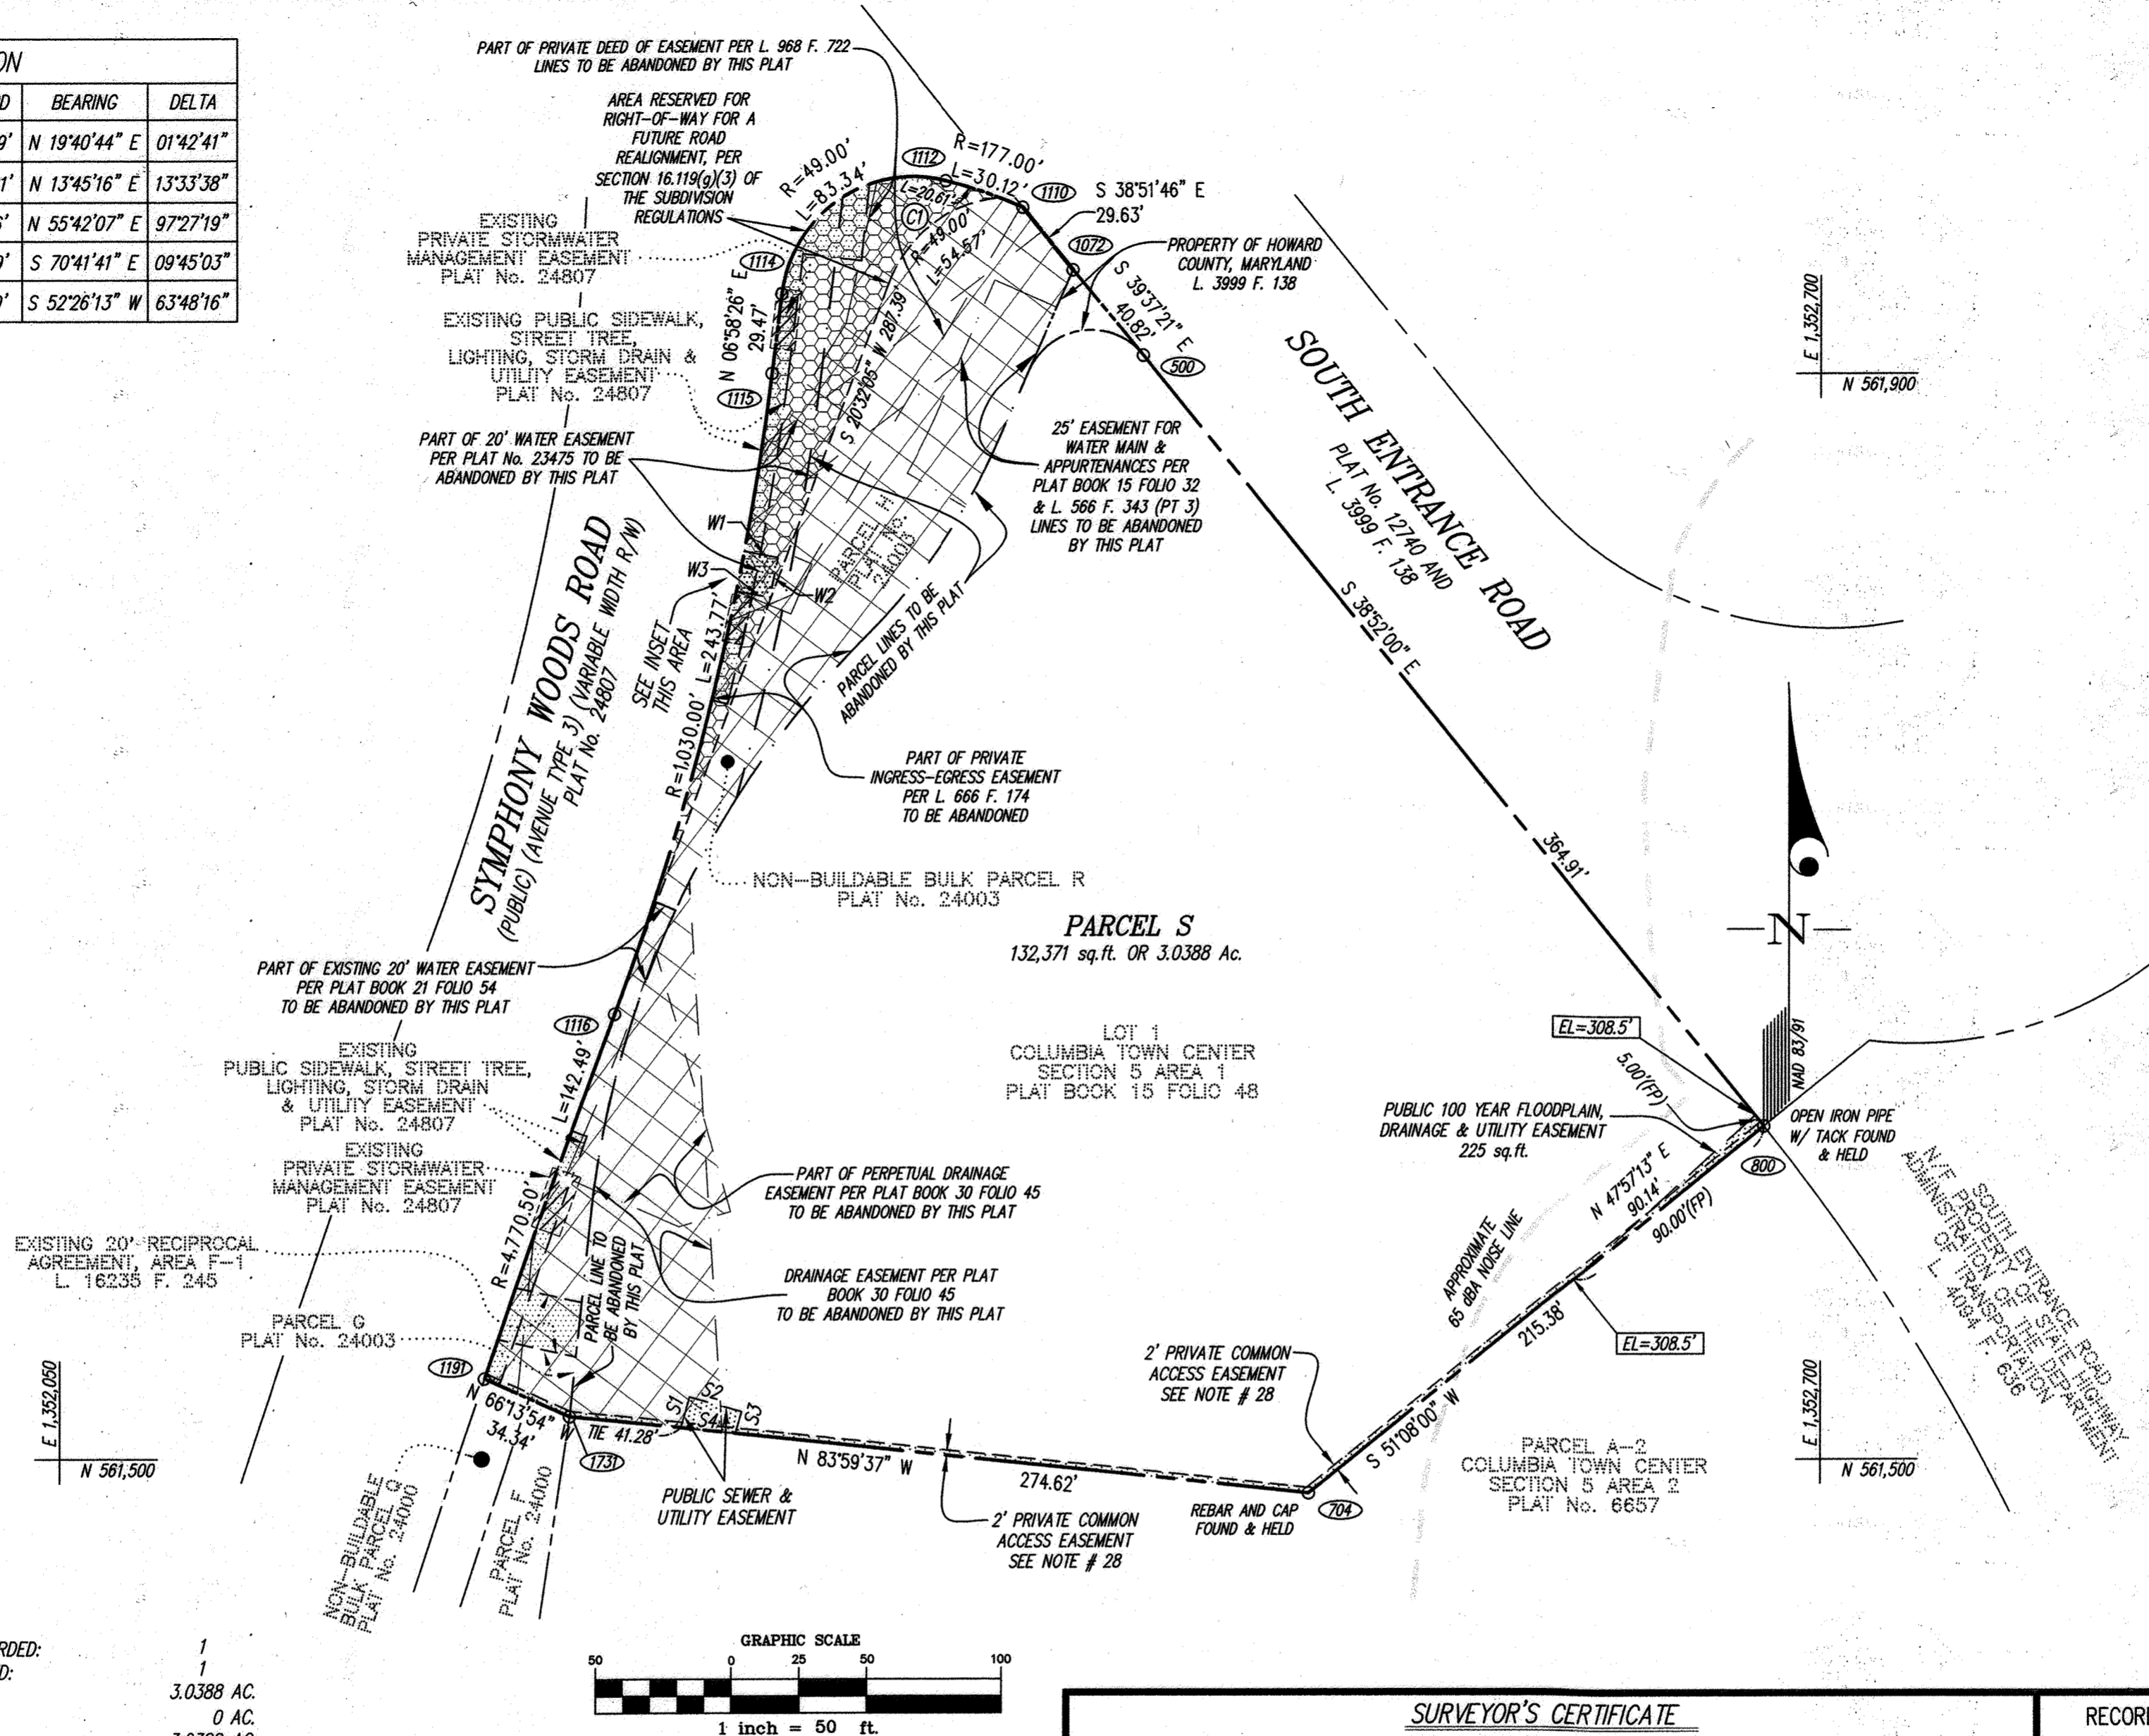 ON
D BEARING DELTA
9' N 19°40'44" E 01°42'41"
1' N 13°45'16" E 13°33'38"
N 55°42'07" E 97°27'19"
S 70°41'41" E 09°45'03"
S 52°26'13" W 63°48'16"
PART OF PRIVATE DEED OF EASEMENT PER L. 968 F. 722
LINES TO BE ABANDONED BY THIS PLAT
AREA RESERVED FOR
RIGHT-OF-WAY FOR A
FUTURE ROAD
REALIGNMENT, PER
SECTION 16.119(g)(3) OF
THE SUBDIVISION
REGULATIONS
EXISTING
PRIVATE STORMWATER
MANAGEMENT EASEMENT
PLAT No. 24807
EXISTING PUBLIC SIDEWALK,
STREET TREE,
LIGHTING, STORM DRAIN &
UTILITY EASEMENT
PLAT No. 24807
PART OF 20' WATER EASEMENT
PER PLAT No. 23475 TO BE
ABANDONED BY THIS PLAT
R=49.00'
L=83.34'
1112
R=177.00'
L=30.12'
1110
L=20.61'
C1
R=49.00'
L=54.57'
S 38°51'46" E
29.63'
1072
PROPERTY OF HOWARD
COUNTY, MARYLAND
L. 3999 F. 138
S 39°37'21" E
40.82'
500
1114
N 06°58'26" E
29.47'
1115
S 20°32'05" W 287.39'
25' EASEMENT FOR
WATER MAIN &
APPURTENANCES PER
PLAT BOOK 15 FOLIO 32
& L. 566 F. 343 (PT 3)
LINES TO BE ABANDONED
BY THIS PLAT
SOUTH ENTRANCE ROAD
PLAT No. 12740 AND
L. 3999 F. 138
E 1,352,700
N 561,900
W1
W3
W2
PARCEL H
PLAT No.
24003
SEE INSET
THIS AREA
PARCEL LINES TO BE
ABANDONED BY THIS PLAT
S 38°52'00" E
364.91'
SYMPHONY WOODS ROAD
(PUBLIC) (AVENUE TYPE 3) (VARIABLE WIDTH R/W)
PLAT No. 24807
R=1,030.00' L=243.77'
PART OF PRIVATE
INGRESS-EGRESS EASEMENT
PER L. 666 F. 174
TO BE ABANDONED
NON-BUILDABLE BULK PARCEL R
PLAT No. 24003
PARCEL S
132,371 sq.ft. OR 3.0388 Ac.
N
NAD 83/91
PART OF EXISTING 20' WATER EASEMENT
PER PLAT BOOK 21 FOLIO 54
TO BE ABANDONED BY THIS PLAT
1116
EXISTING
PUBLIC SIDEWALK, STREET TREE,
LIGHTING, STORM DRAIN
& UTILITY EASEMENT
PLAT No. 24807
L=142.49'
R=4,770.50'
EXISTING
PRIVATE STORMWATER
MANAGEMENT EASEMENT
PLAT No. 24807
LOT 1
COLUMBIA TOWN CENTER
SECTION 5 AREA 1
PLAT BOOK 15 FOLIO 48
EL=308.5'
5.00'(FP)
PUBLIC 100 YEAR FLOODPLAIN,
DRAINAGE & UTILITY EASEMENT
225 sq.ft.
OPEN IRON PIPE
W/ TACK FOUND
& HELD
800
N 47°57'13" E
90.14'
90.00'(FP)
SOUTH ENTRANCE ROAD
N/F PROPERTY OF STATE HIGHWAY
ADMINISTRATION OF THE DEPARTMENT
OF TRANSPORTATION
L. 4094 F. 636
PART OF PERPETUAL DRAINAGE
EASEMENT PER PLAT BOOK 30 FOLIO 45
TO BE ABANDONED BY THIS PLAT
APPROXIMATE
65 dBA NOISE LINE
EXISTING 20' RECIPROCAL
AGREEMENT, AREA F-1
L. 16235 F. 245
PARCEL LINE TO
BE ABANDONED
BY THIS PLAT
DRAINAGE EASEMENT PER PLAT
BOOK 30 FOLIO 45
TO BE ABANDONED BY THIS PLAT
PARCEL G
PLAT No. 24003
215.38'
EL=308.5'
1191
2' PRIVATE COMMON
ACCESS EASEMENT
SEE NOTE # 28
S 51°08'00" W
E 1,352,050
N 561,500
N 66°13'54" W
34.34'
TIE 41.28'
1731
S1
S2
S3
S4
N 83°59'37" W
274.62'
PUBLIC SEWER &
UTILITY EASEMENT
2' PRIVATE COMMON
ACCESS EASEMENT
SEE NOTE # 28
REBAR AND CAP
FOUND & HELD
704
PARCEL A-2
COLUMBIA TOWN CENTER
SECTION 5 AREA 2
PLAT No. 6657
E 1,352,700
N 561,500
NON-BUILDABLE
BULK PARCEL Q
PLAT No. 24000
PARCEL F
PLAT No. 24000
RDED: 1
D: 1
3.0388 AC.
0 AC.
GRAPHIC SCALE
50 0 25 50 100
1 inch = 50 ft.
SURVEYOR'S CERTIFICATE
RECOR